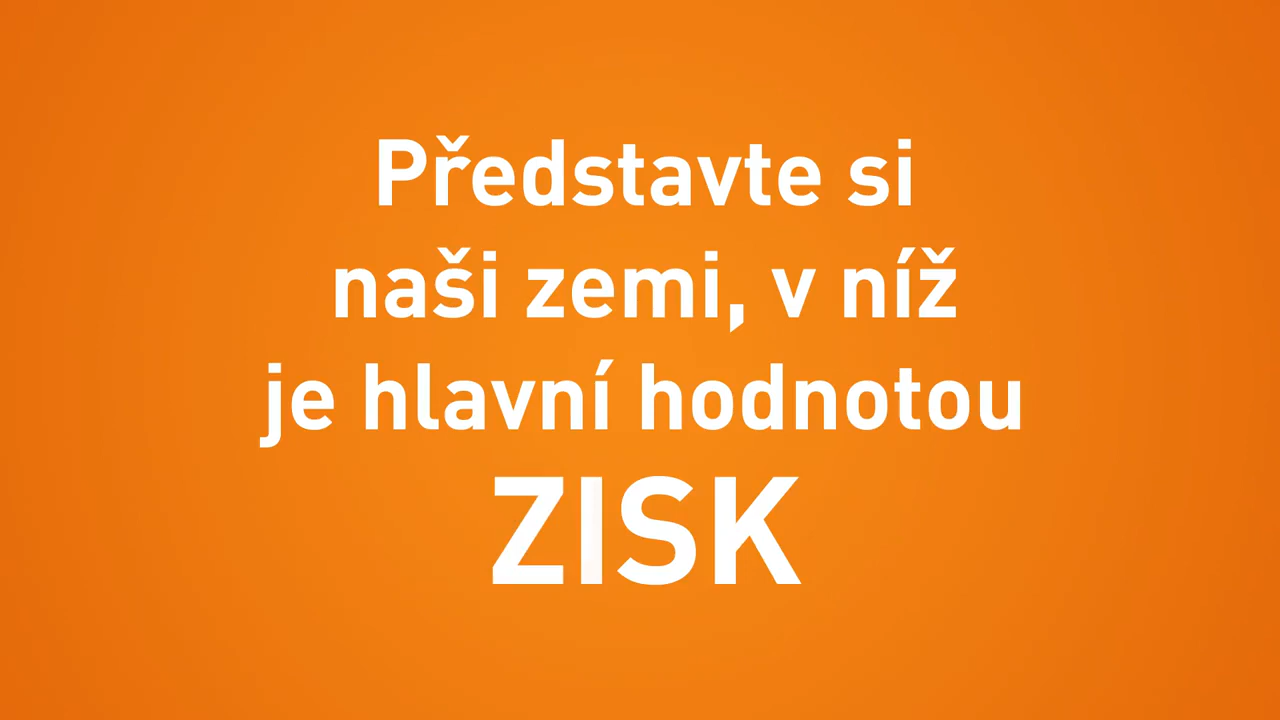 Představte si
naši zemi, v níž
je hlavní hodnotou
ZISK